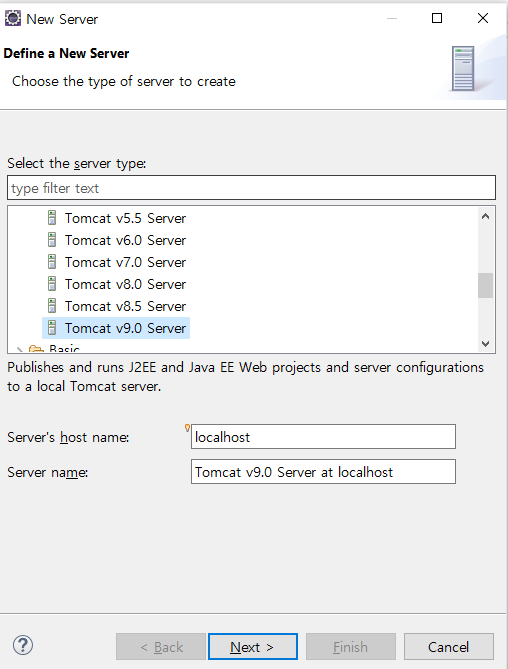 New Server
Define a New Server
Choose the type of server to create
Select the server type:
type filter text
Tomcat v5.5 Server
Tomcat v6.0 Server
Tomcat v7.0 Server
Tomcat v8.0 Server
Tomcat v8.5 Server
Tomcat v9.0 Server
Basic
Publishes and runs J2EE and Java EE Web projects and server configurations
to a local Tomcat server.
Server's host name:
localhost
Server name:
Tomcat v9.0 Server at localhost
?
< Back
Next >
Finish
Cancel